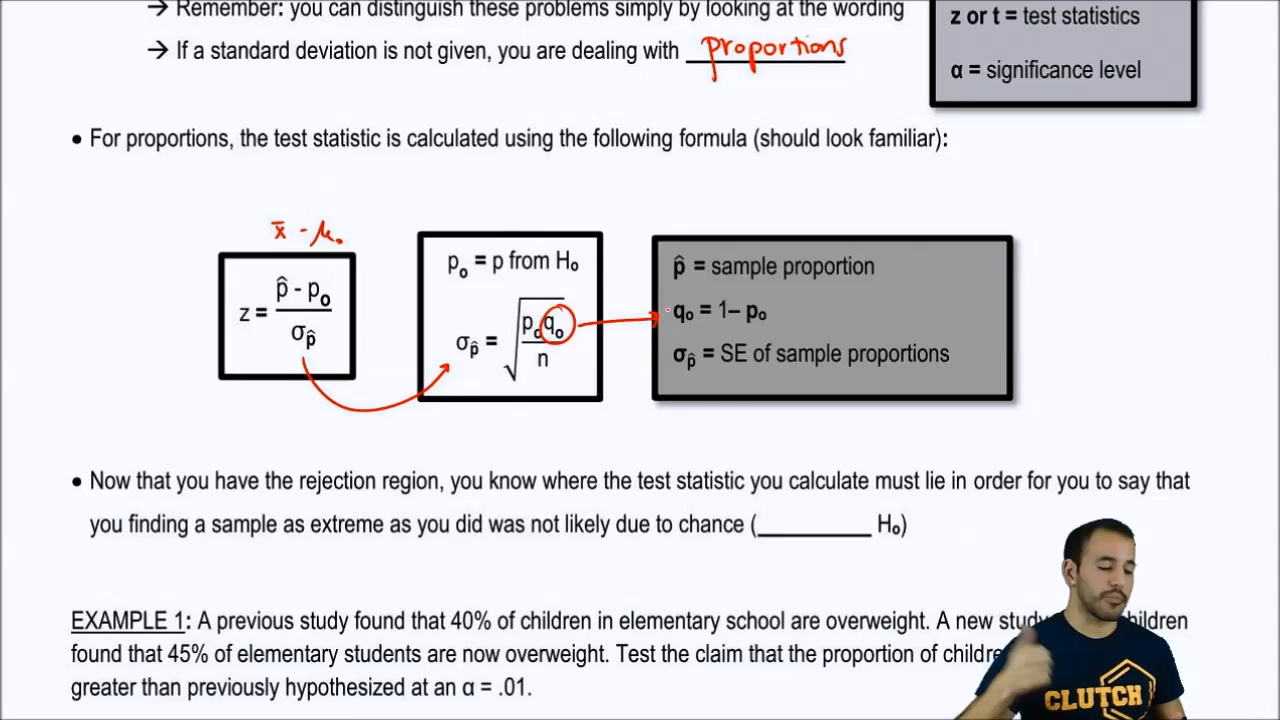 → Remember: you can distinguish these problems simply by looking at the wording
→ If a standard deviation is not given, you are dealing with proportions
z or t = test statistics
α = significance level
• For proportions, the test statistic is calculated using the following formula (should look familiar):
x̄ - μ₀
z = (p̂ - p₀) / σp̂
p₀ = p from H₀
σp̂ = √(p₀q₀ / n)
p̂ = sample proportion
q₀ = 1– p₀
σp̂ = SE of sample proportions
• Now that you have the rejection region, you know where the test statistic you calculate must lie in order for you to say that
you finding a sample as extreme as you did was not likely due to chance (__________ H₀)
EXAMPLE 1: A previous study found that 40% of children in elementary school are overweight. A new study
found that 45% of elementary students are now overweight. Test the claim that the proportion of
greater than previously hypothesized at an α = .01.
CLUTCH